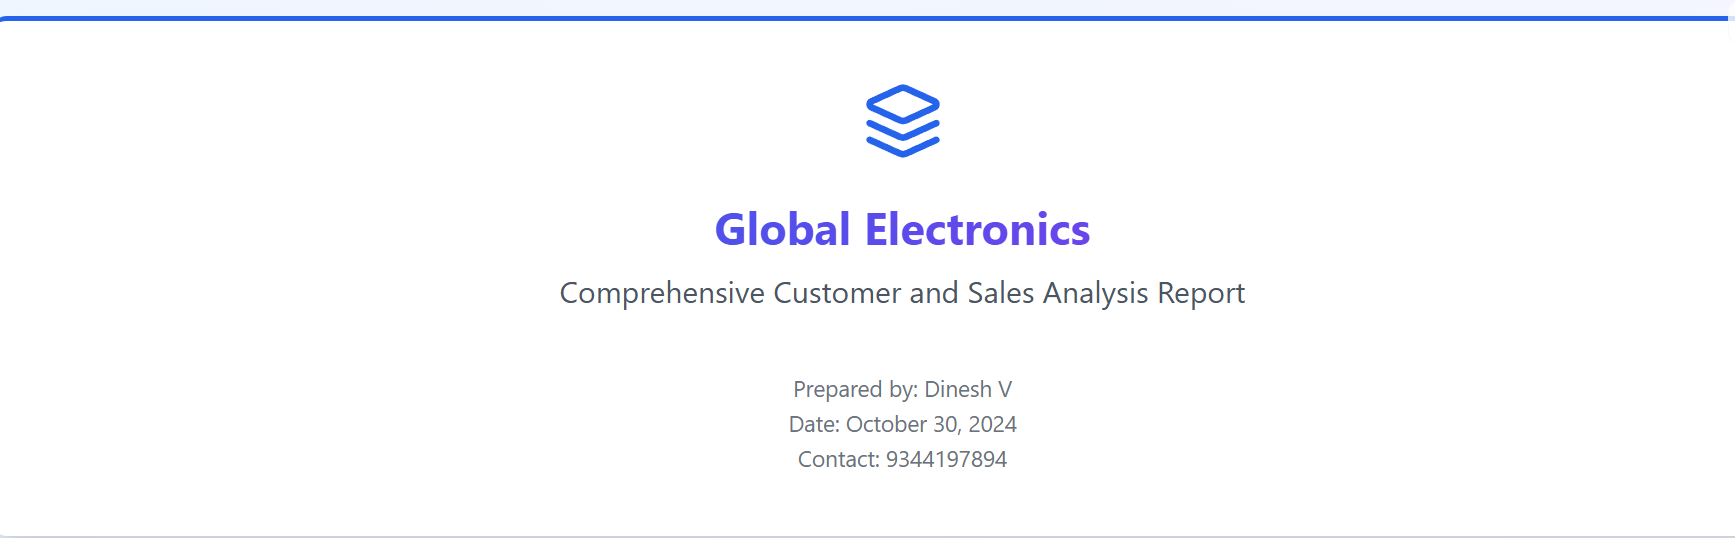 Global Electronics
Comprehensive Customer and Sales Analysis Report
Prepared by: Dinesh V
Date: October 30, 2024
Contact: 9344197894